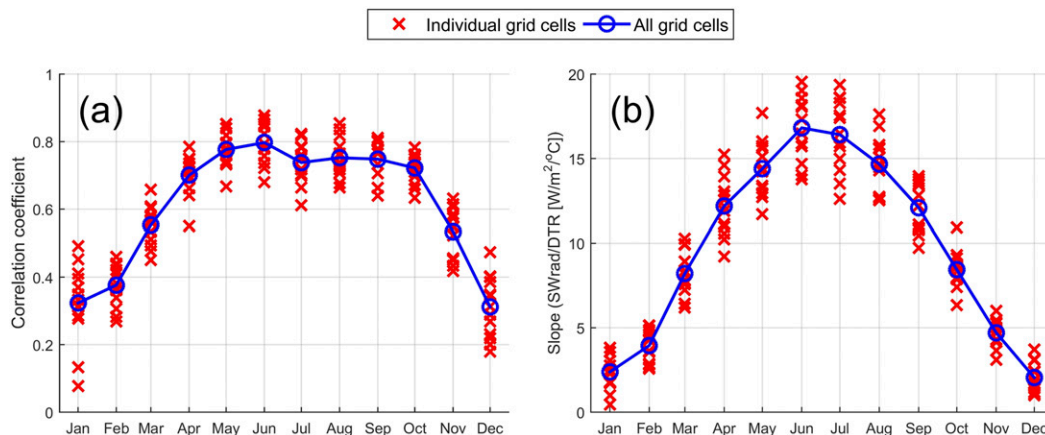 Individual grid cells All grid cells
(a)
Correlation coefficient
1
0.8
0.6
0.4
0.2
0
Jan Feb Mar Apr May Jun Jul Aug Sep Oct Nov Dec
(b)
Slope (SWrad/DTR [W/m²/ºC]
20
15
10
5
0
Jan Feb Mar Apr May Jun Jul Aug Sep Oct Nov Dec